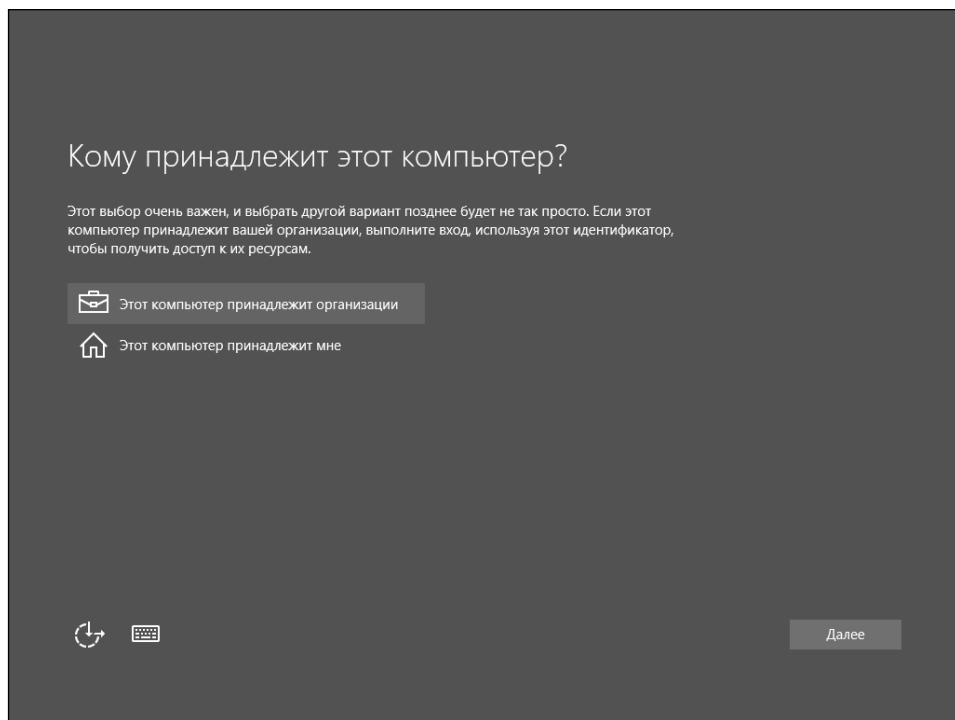 Кому принадлежит этот компьютер?
Этот выбор очень важен, и выбрать другой вариант позднее будет не так просто. Если этот
компьютер принадлежит вашей организации, выполните вход, используя этот идентификатор,
чтобы получить доступ к их ресурсам.
Этот компьютер принадлежит организации
Этот компьютер принадлежит мне
Далее